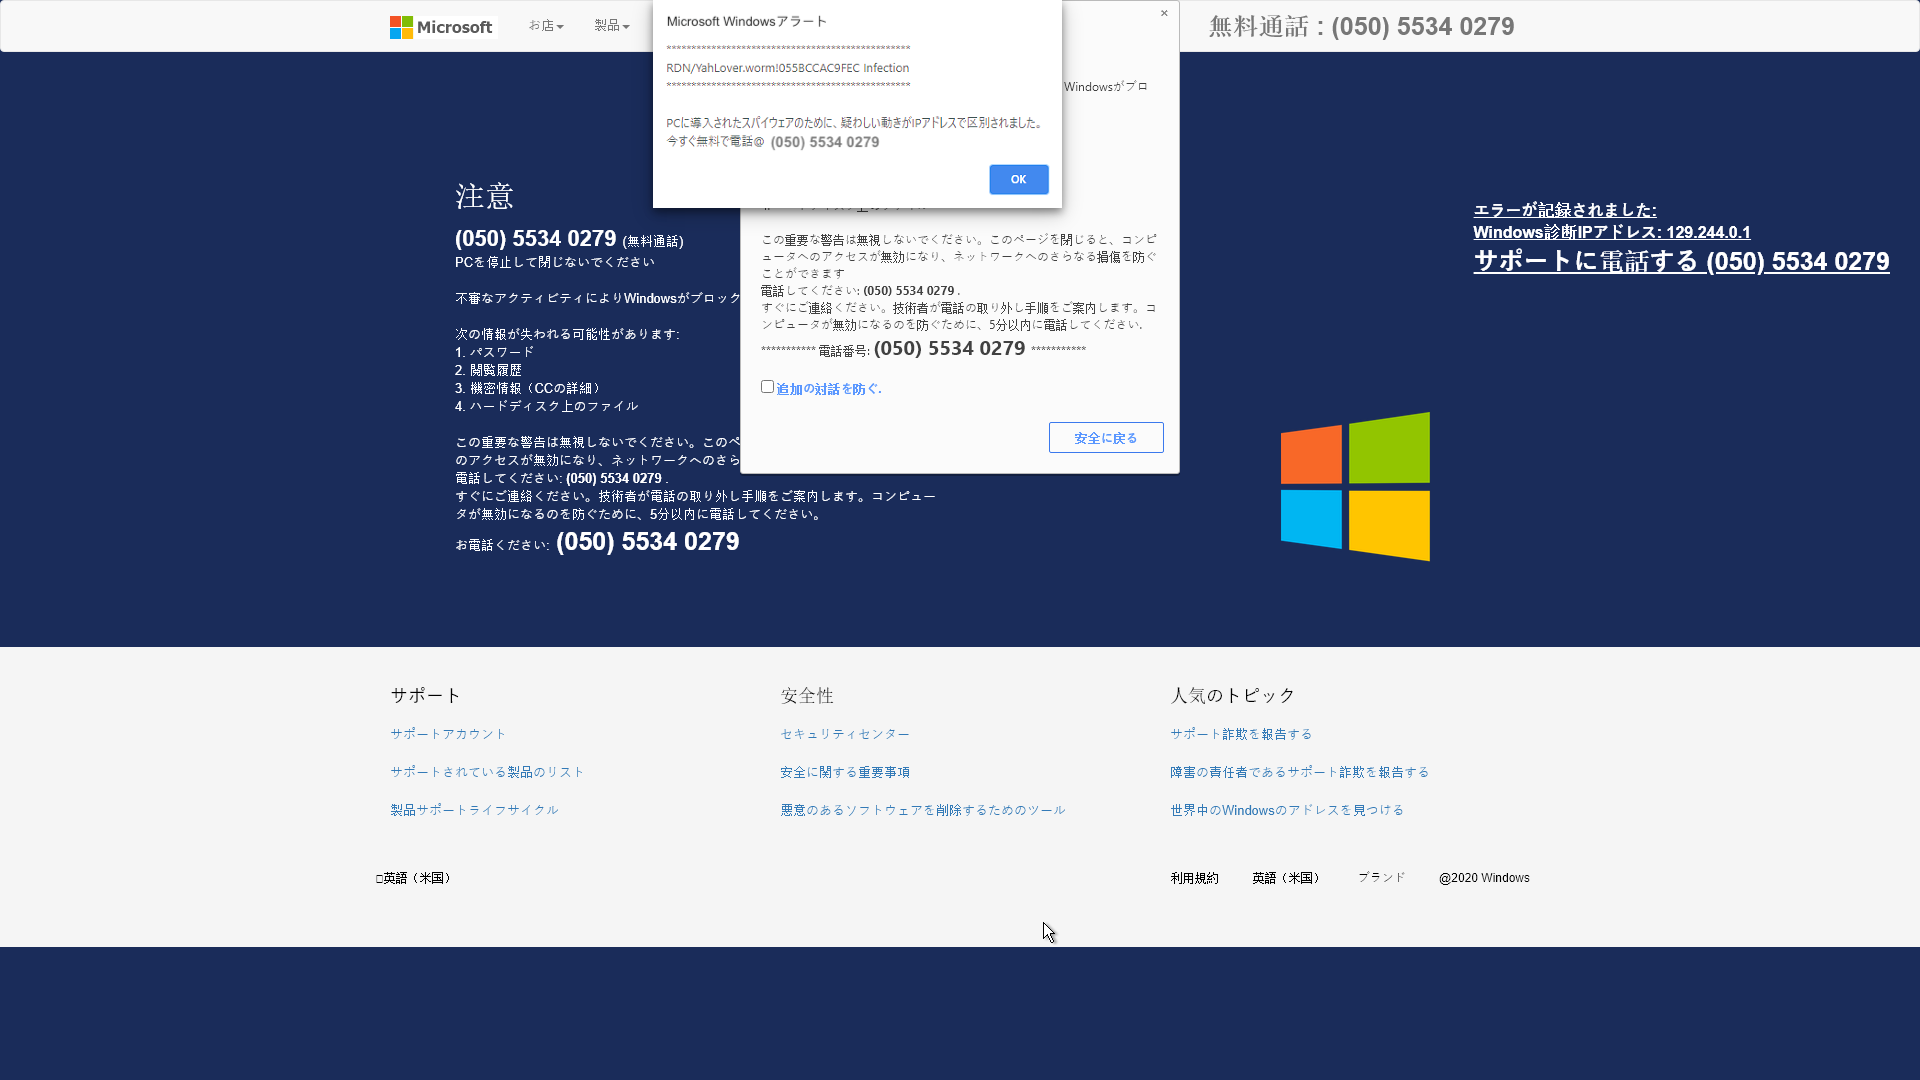 Microsoft
お店
製品
無料通話 : (050) 5534 0279
Microsoft Windowsアラート
*************************************************
RDN/YahLover.worm!055BCCAC9FEC Infection
*************************************************
PCに導入されたスパイウェアのために、疑わしい動きがIPアドレスで区別されました。
今すぐ無料で電話@ (050) 5534 0279
OK
×
Windowsがブロ
この重要な警告は無視しないでください。このページを閉じると、コンピ
ュータへのアクセスが無効になり、ネットワークへのさらなる損傷を防ぐ
ことができます
電話してください: (050) 5534 0279 .
すぐにご連絡ください。技術者が電話の取り外し手順をご案内します。コ
ンピュータが無効になるのを防ぐために、5分以内に電話してください.
*********** 電話番号: (050) 5534 0279 ***********
追加の対話を防ぐ.
安全に戻る
注意
(050) 5534 0279 (無料通話)
PCを停止して閉じないでください
不審なアクティビティによりWindowsがブロック
次の情報が失われる可能性があります:
1. パスワード
2. 閲覧履歴
3. 機密情報（CCの詳細）
4. ハードディスク上のファイル
この重要な警告は無視しないでください。このペ
のアクセスが無効になり、ネットワークへのさら
電話してください: (050) 5534 0279 .
すぐにご連絡ください。技術者が電話の取り外し手順をご案内します。コンピュー
タが無効になるのを防ぐために、5分以内に電話してください。
お電話ください: (050) 5534 0279
エラーが記録されました:
Windows診断IPアドレス: 129.244.0.1
サポートに電話する (050) 5534 0279
サポート
サポートアカウント
サポートされている製品のリスト
製品サポートライフサイクル
安全性
セキュリティセンター
安全に関する重要事項
悪意のあるソフトウェアを削除するためのツール
人気のトピック
サポート詐欺を報告する
障害の責任者であるサポート詐欺を報告する
世界中のWindowsのアドレスを見つける
□英語（米国）
利用規約
英語（米国）
ブランド
@2020 Windows